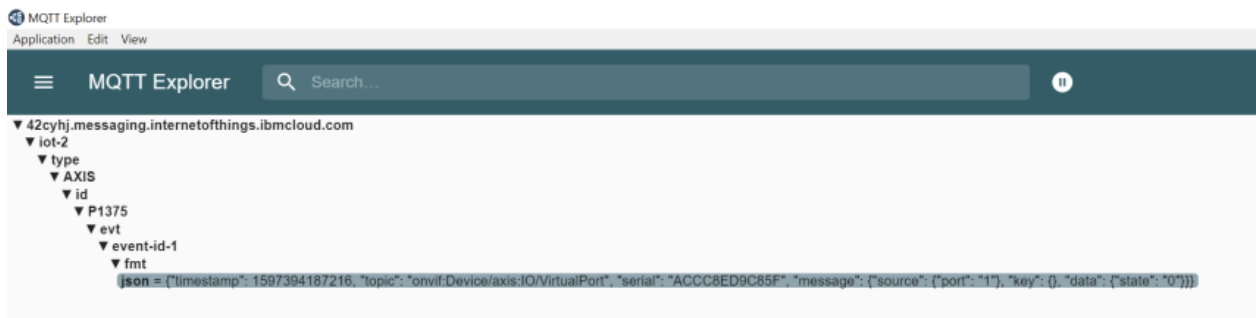 MQTT Explorer
Application Edit View
MQTT Explorer Search...
▼ 42cyhj.messaging.internetofthings.ibmcloud.com
▼ iot-2
▼ type
▼ AXIS
▼ id
▼ P1375
▼ evt
▼ event-id-1
▼ fmt
json = {"timestamp": 1597394187216, "topic": "onvif:Device/axis:IO/VirtualPort", "serial": "ACCC8ED9C85F", "message": {"source": {"port": "1"}, "key": {}, "data": {"state": "0"}}}